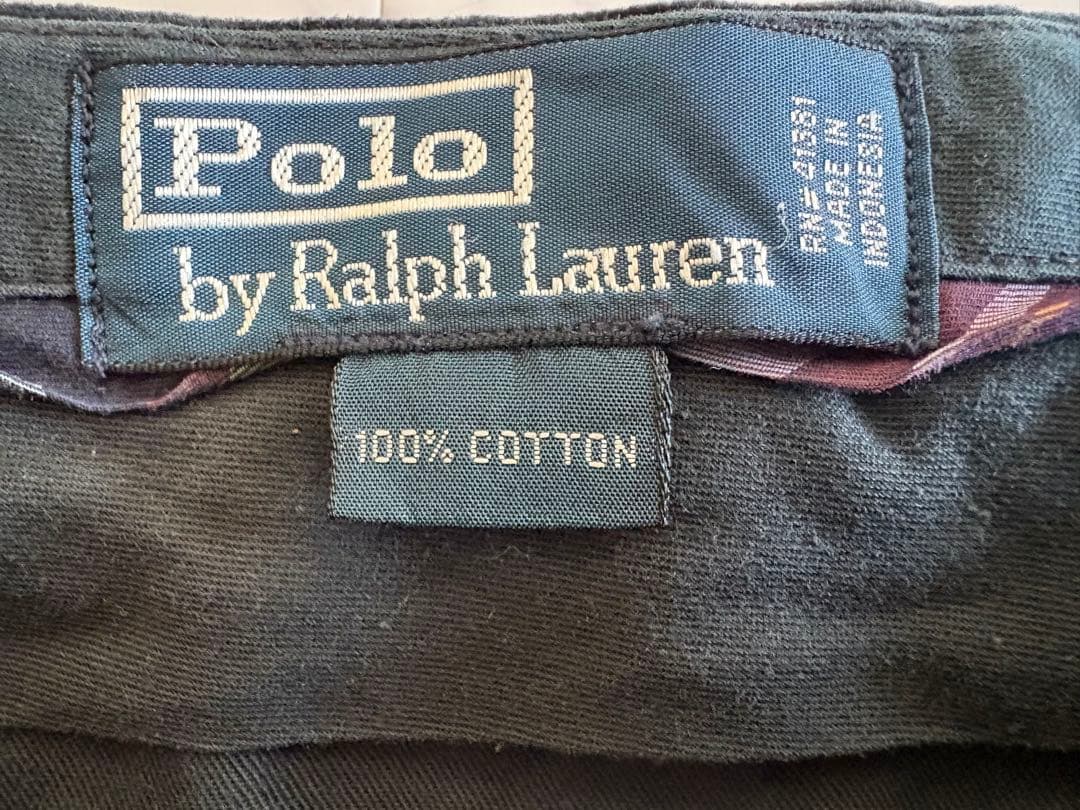 Polo
by Ralph Lauren
RN= 41381
MADE IN
INDONESIA
100% COTTON